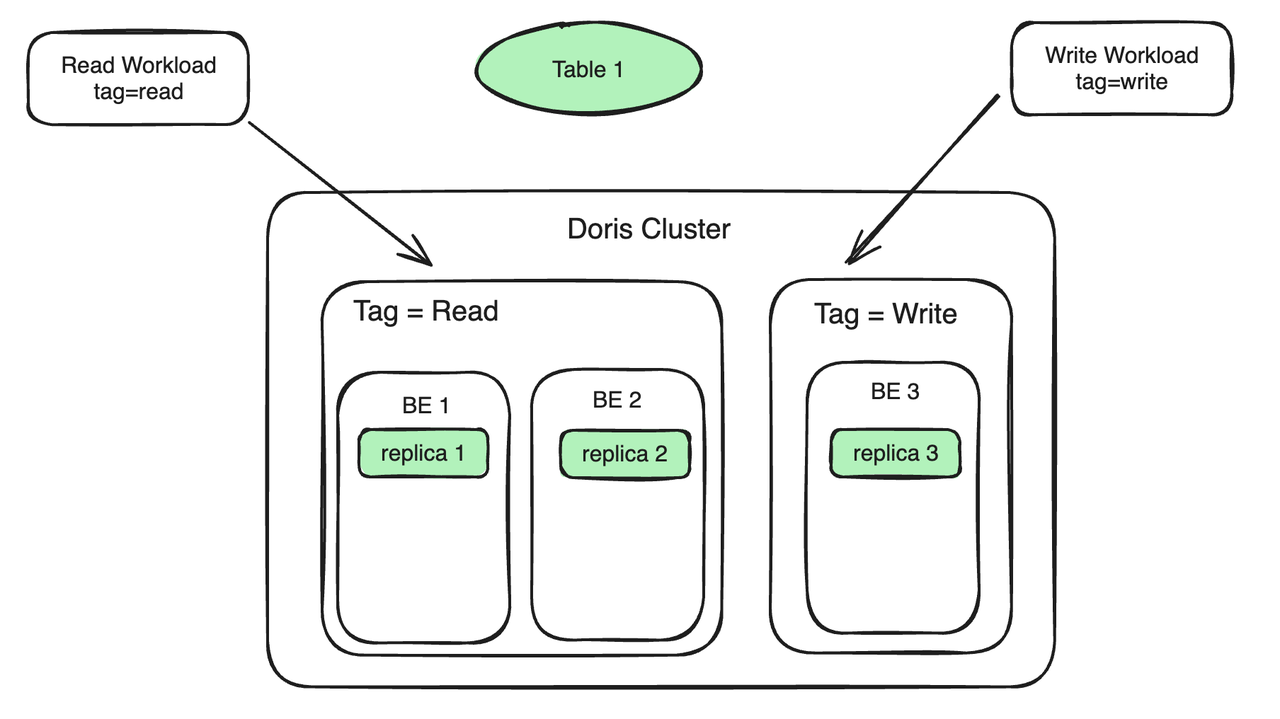 Read Workload
tag=read
Table 1
Write Workload
tag=write
Doris Cluster
Tag = Read
Tag = Write
BE 1
BE 2
BE 3
replica 1
replica 2
replica 3